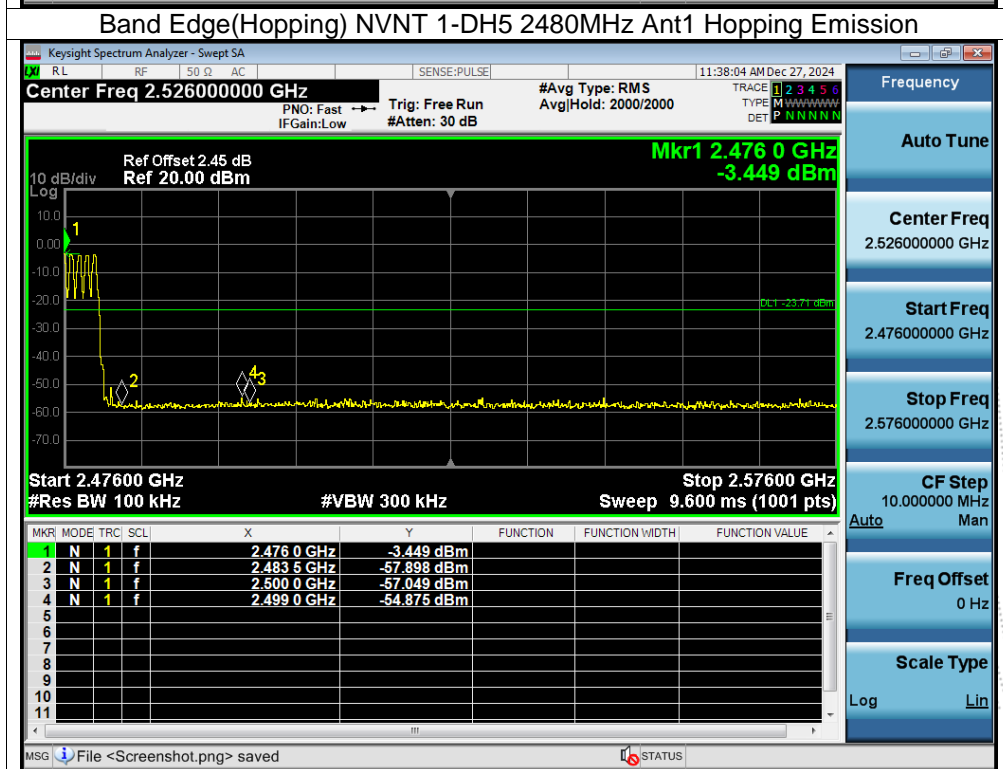 Band Edge(Hopping) NVNT 1-DH5 2480MHz Ant1 Hopping Emission
Keysight Spectrum Analyzer - Swept SA
LXI RL RF 50 Ω AC SENSE:PULSE 11:38:04 AM Dec 27, 2024
Center Freq 2.526000000 GHz #Avg Type: RMS TRACE 1 2 3 4 5 6
PNO: Fast Trig: Free Run Avg|Hold: 2000/2000 TYPE M WWWWW
IFGain:Low #Atten: 30 dB DET P N N N N N
Mkr1 2.476 0 GHz
-3.449 dBm
Ref Offset 2.45 dB
10 dB/div Ref 20.00 dBm
Log
10.0
0.00
-10.0
-20.0
-30.0
-40.0
-50.0
-60.0
-70.0
1
DL1 -23.71 dBm
2
4
3
Start 2.47600 GHz Stop 2.57600 GHz
#Res BW 100 kHz #VBW 300 kHz Sweep 9.600 ms (1001 pts)
MKR MODE TRC SCL X Y FUNCTION FUNCTION WIDTH FUNCTION VALUE
1 N 1 f 2.476 0 GHz -3.449 dBm
2 N 1 f 2.483 5 GHz -57.898 dBm
3 N 1 f 2.500 0 GHz -57.049 dBm
4 N 1 f 2.499 0 GHz -54.875 dBm
5
6
7
8
9
10
11
MSG File <Screenshot.png> saved STATUS
Frequency
Auto Tune
Center Freq
2.526000000 GHz
Start Freq
2.476000000 GHz
Stop Freq
2.576000000 GHz
CF Step
10.000000 MHz
Auto Man
Freq Offset
0 Hz
Scale Type
Log Lin